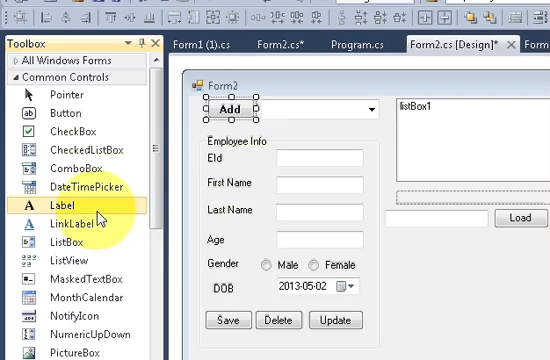 Toolbox
Form1 (1).cs
Form2.cs*
Program.cs
Form2.cs [Design]*
All Windows Forms
Common Controls
Pointer
Button
CheckBox
CheckedListBox
ComboBox
DateTimePicker
Label
LinkLabel
ListBox
ListView
MaskedTextBox
MonthCalendar
NotifyIcon
NumericUpDown
PictureBox
Form2
Add
listBox1
Employee Info
EId
First Name
Last Name
Age
Gender
Male
Female
DOB
2013-05-02
Load
Save
Delete
Update